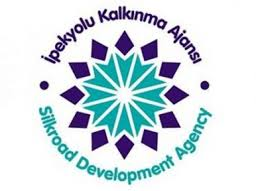 İpekyolu Kalkınma Ajansı
Silkroad Development Agency